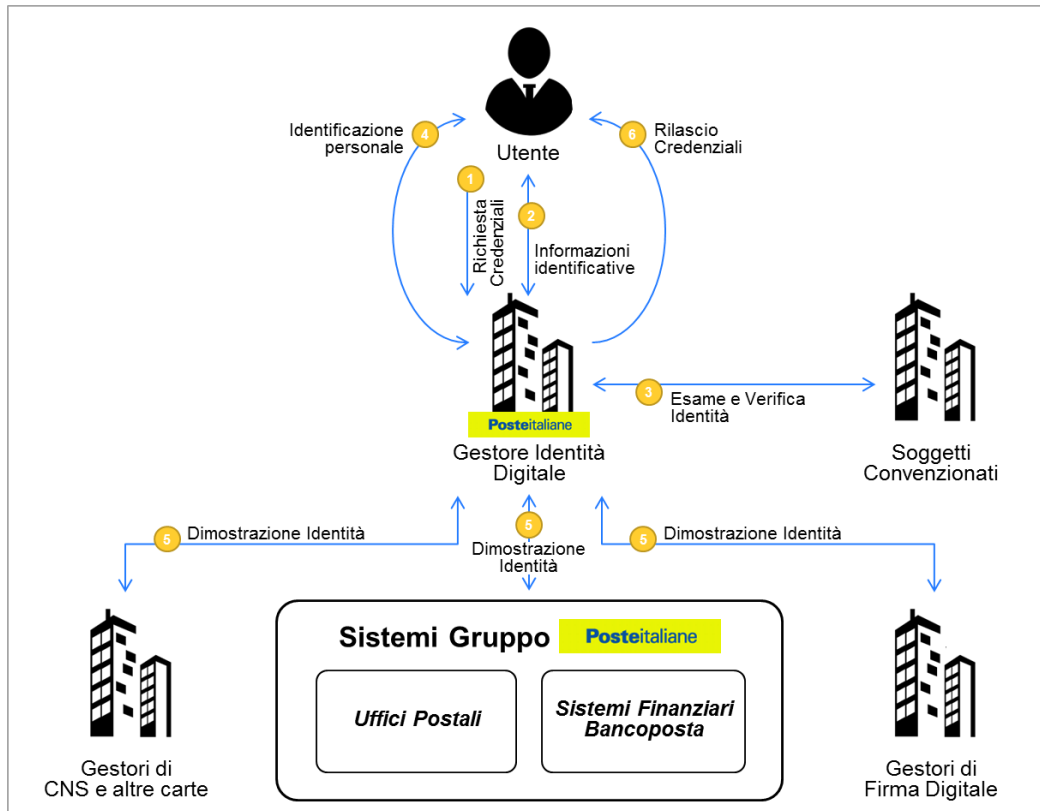 Identificazione
personale
4
6
Rilascio
Credenziali
Utente
1
Richiesta
Credenziali
2
Informazioni
identificative
3
Esame e Verifica
Identità
Posteitaliane
Gestore Identità
Digitale
Soggetti
Convenzionati
5
Dimostrazione Identità
5
Dimostrazione
Identità
5
Dimostrazione Identità
Sistemi Gruppo Posteitaliane
Uffici Postali
Sistemi Finanziari
Bancoposta
Gestori di
CNS e altre carte
Gestori di
Firma Digitale